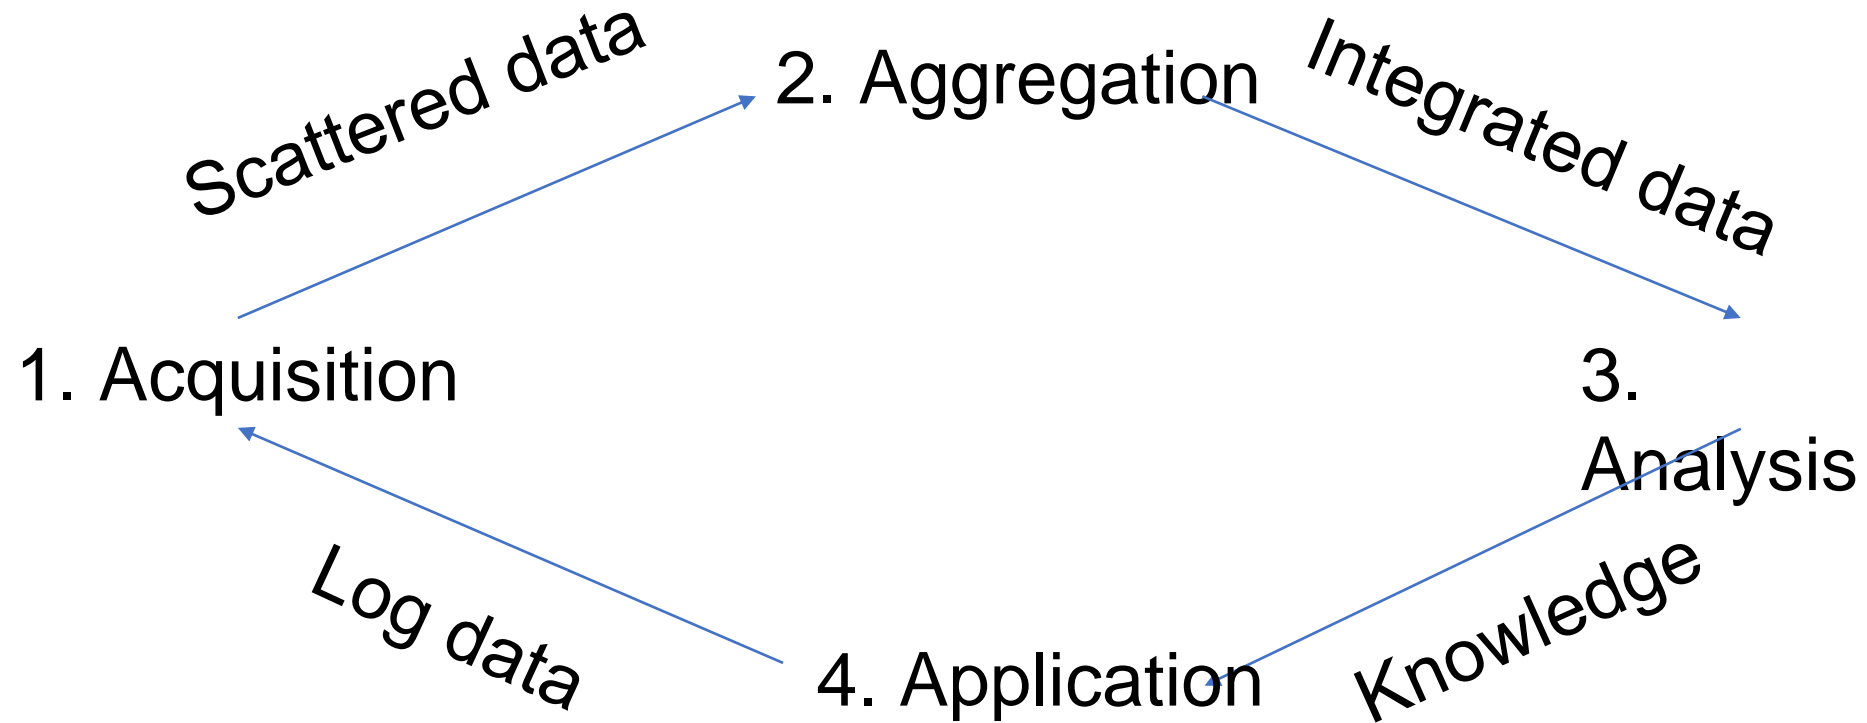 Scattered data
2. Aggregation
Integrated data
1. Acquisition
3.
Analysis
Log data
4. Application
Knowledge